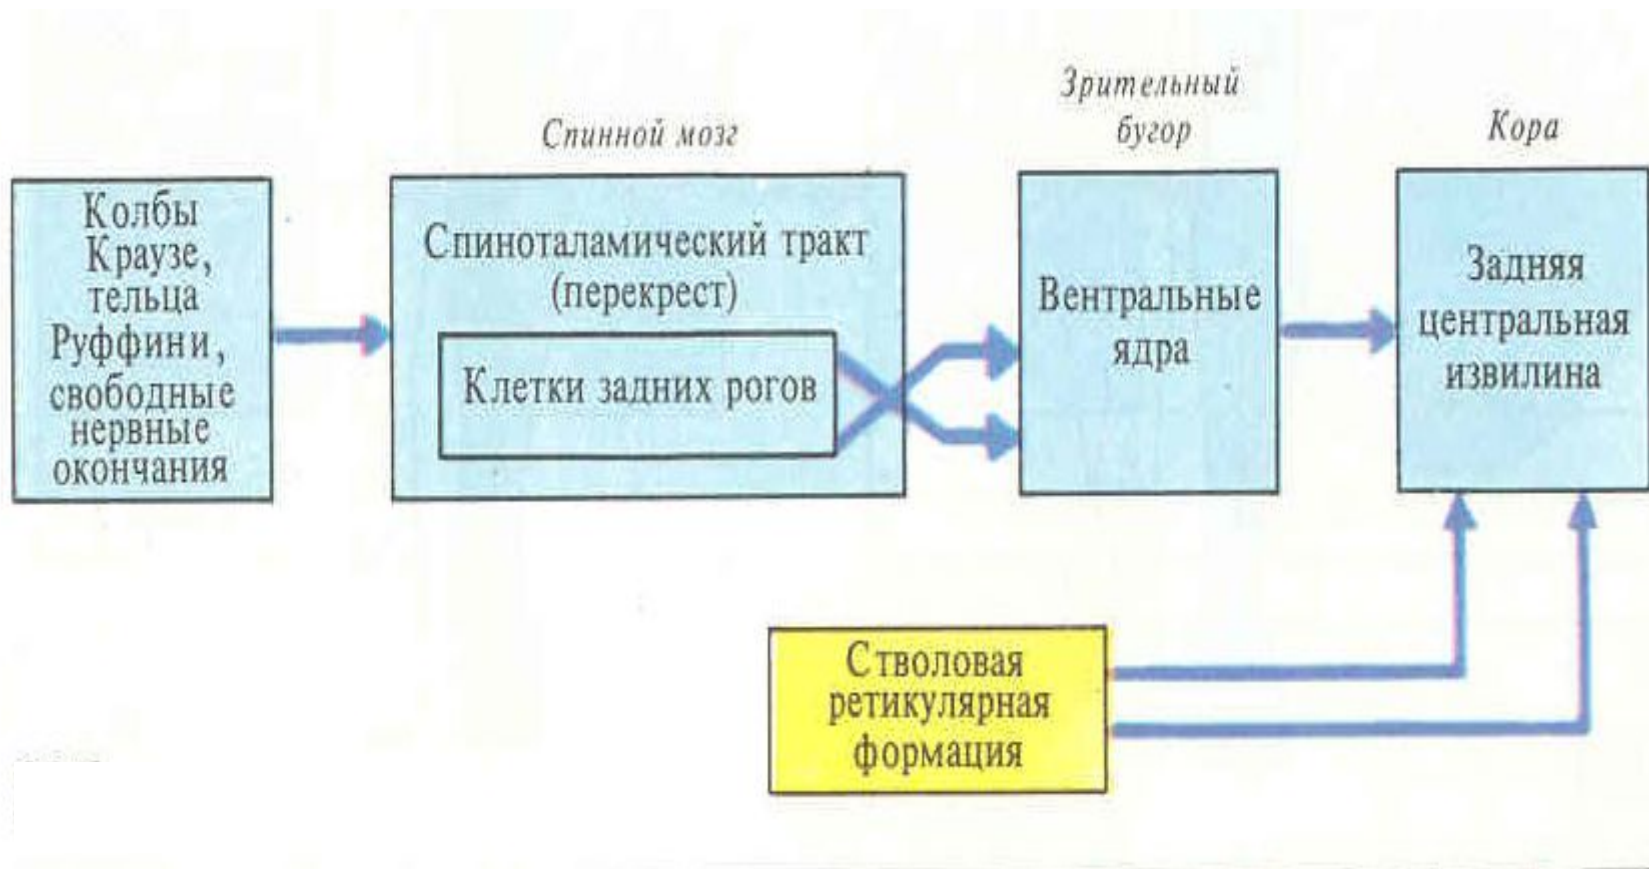 Спинной мозг
Зрительный
бугор
Кора
Колбы
Краузе,
тельца
Руффини,
свободные
нервные
окончания
Спиноталамический тракт
(перекрест)
Клетки задних рогов
Вентральные
ядра
Задняя
центральная
извилина
Стволовая
ретикулярная
формация